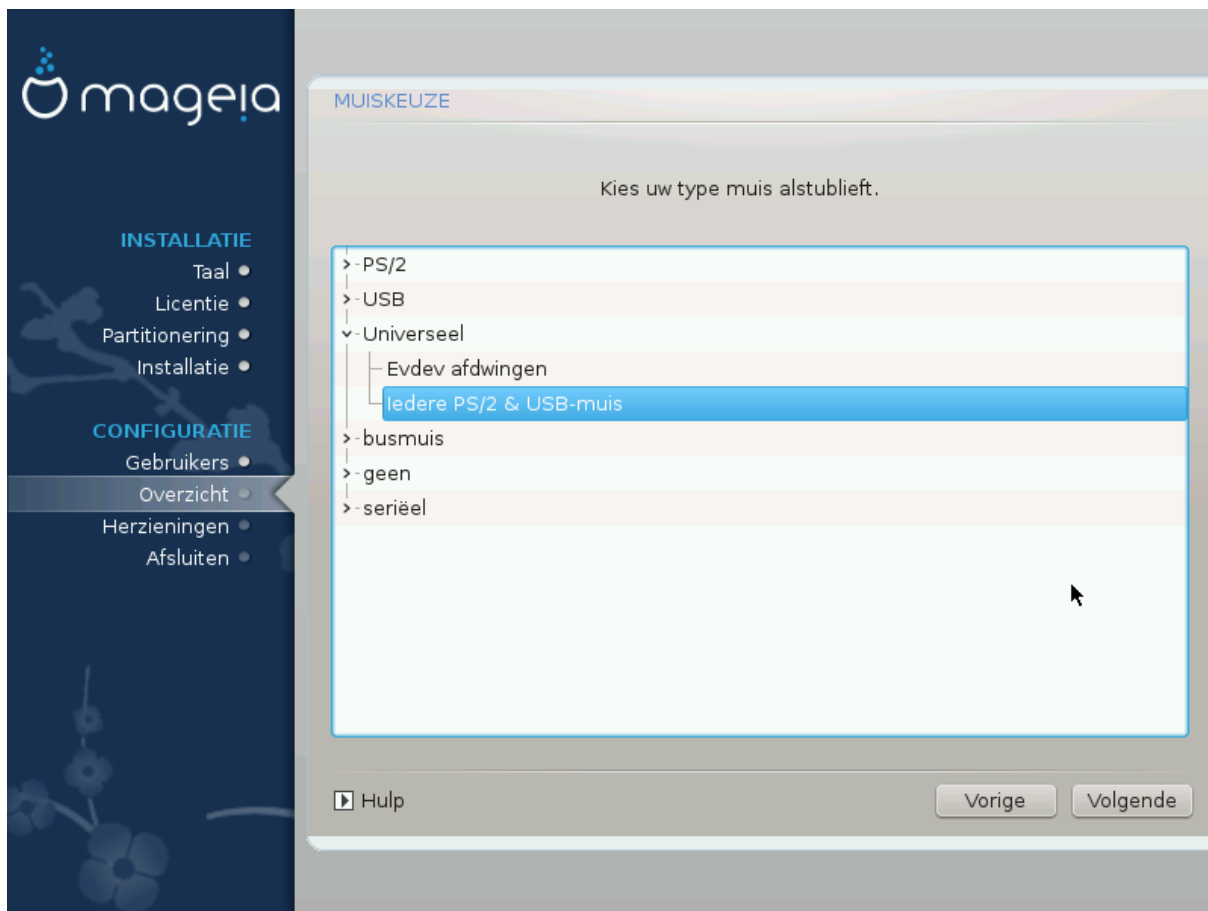 mageia
INSTALLATIE
Taal
Licentie
Partitionering
Installatie
CONFIGURATIE
Gebruikers
Overzicht
Herzieningen
Afsluiten
MUISKEUZE
Kies uw type muis alstublieft.
PS/2
USB
Universeel
Evdev afdwingen
Iedere PS/2 & USB-muis
busmuis
geen
seriëel
Hulp
Vorige
Volgende